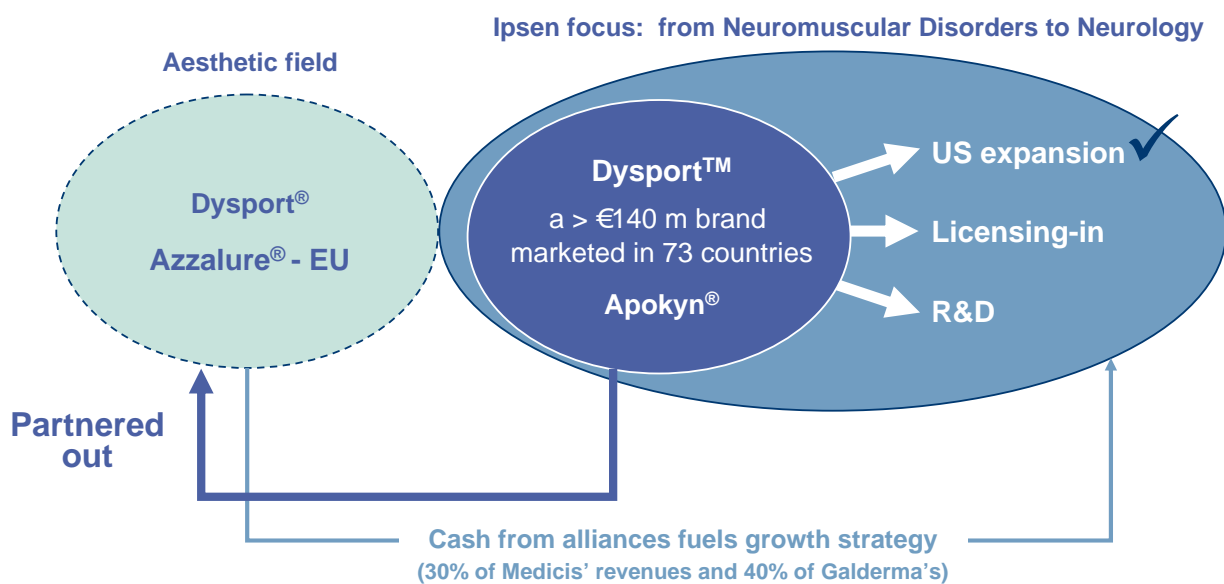 Ipsen focus: from Neuromuscular Disorders to Neurology
Aesthetic field
Dysport®
Azzalure® - EU
Dysport™
a > €140 m brand
marketed in 73 countries
Apokyn®
US expansion
Licensing-in
R&D
Partnered
out
Cash from alliances fuels growth strategy
(30% of Medicis' revenues and 40% of Galderma's)